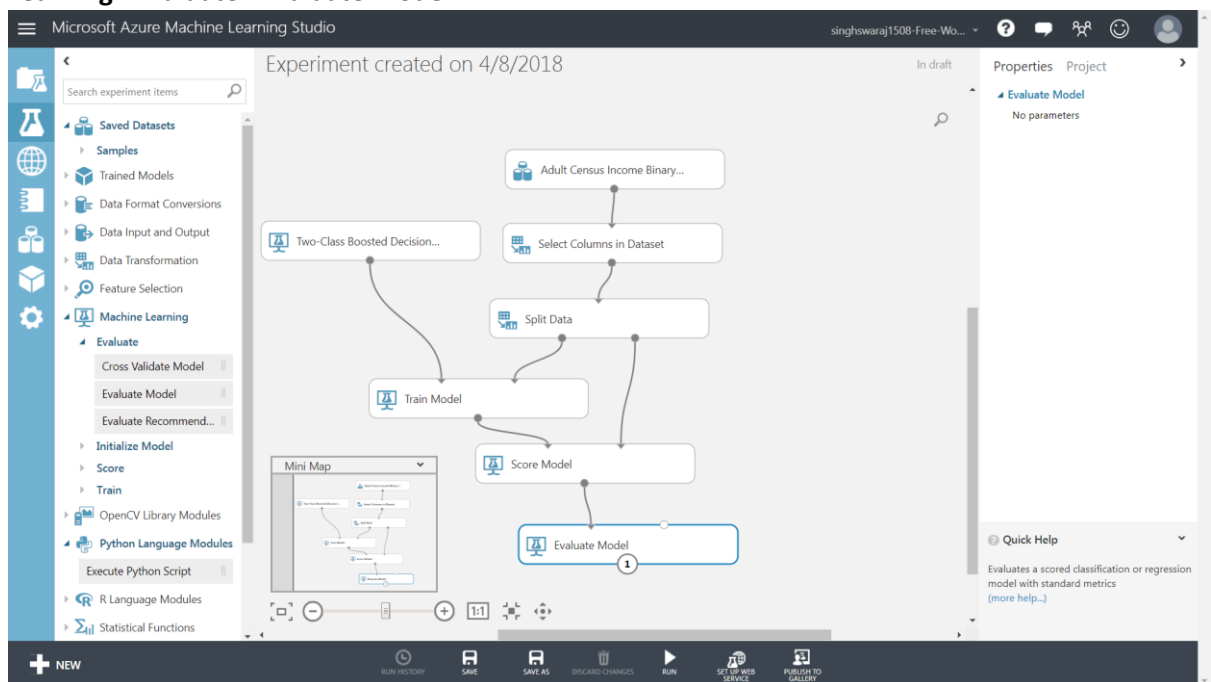 Microsoft Azure Machine Learning Studio
singhswaraj1508-Free-Wo...
Search experiment items
Saved Datasets
Samples
Trained Models
Data Format Conversions
Data Input and Output
Data Transformation
Feature Selection
Machine Learning
Evaluate
Cross Validate Model
Evaluate Model
Evaluate Recommend...
Initialize Model
Score
Train
OpenCV Library Modules
Python Language Modules
Execute Python Script
R Language Modules
Statistical Functions
Experiment created on 4/8/2018
In draft
Adult Census Income Binary...
Two-Class Boosted Decision...
Select Columns in Dataset
Split Data
Train Model
Score Model
Evaluate Model
1
Mini Map
1:1
Properties Project
Evaluate Model
No parameters
Quick Help
Evaluates a scored classification or regression
model with standard metrics
(more help...)
NEW
RUN HISTORY
SAVE
SAVE AS
DISCARD CHANGES
RUN
SET UP WEB
SERVICE
PUBLISH TO
GALLERY